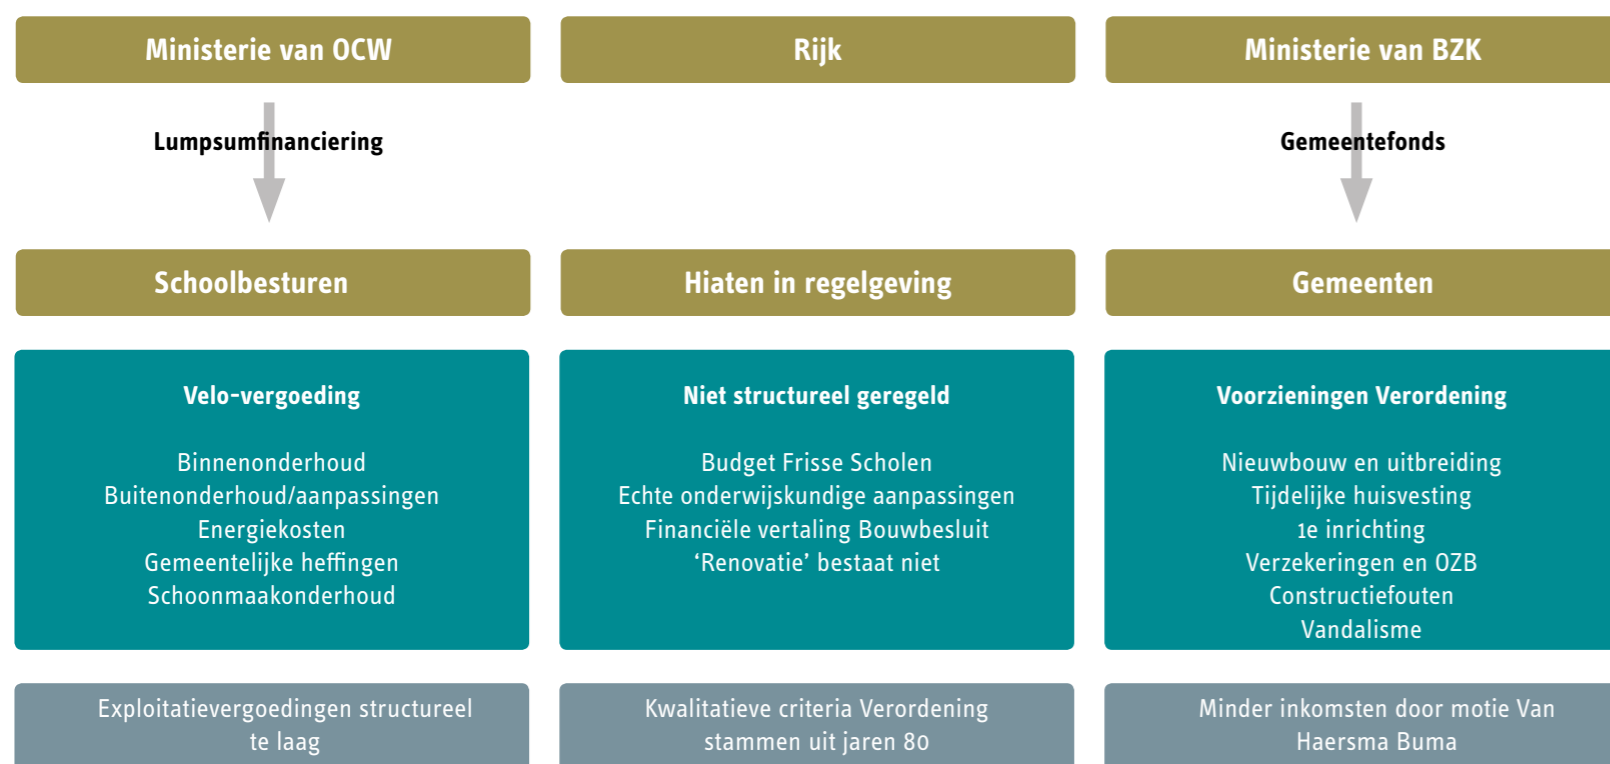 Ministerie van OCW
Rijk
Ministerie van BZK
Lumpsumfinanciering
Gemeentefonds
Schoolbesturen
Hiaten in regelgeving
Gemeenten
Velo-vergoeding
Binnenonderhoud
Buitenonderhoud/aanpassingen
Energiekosten
Gemeentelijke heffingen
Schoonmaakonderhoud
Niet structureel geregeld
Budget Frisse Scholen
Echte onderwijskundige aanpassingen
Financiële vertaling Bouwbesluit
‘Renovatie’ bestaat niet
Voorzieningen Verordening
Nieuwbouw en uitbreiding
Tijdelijke huisvesting
1e inrichting
Verzekeringen en OZB
Constructiefouten
Vandalisme
Exploitatievergoedingen structureel
te laag
Kwalitatieve criteria Verordening
stammen uit jaren 80
Minder inkomsten door motie Van
Haersma Buma